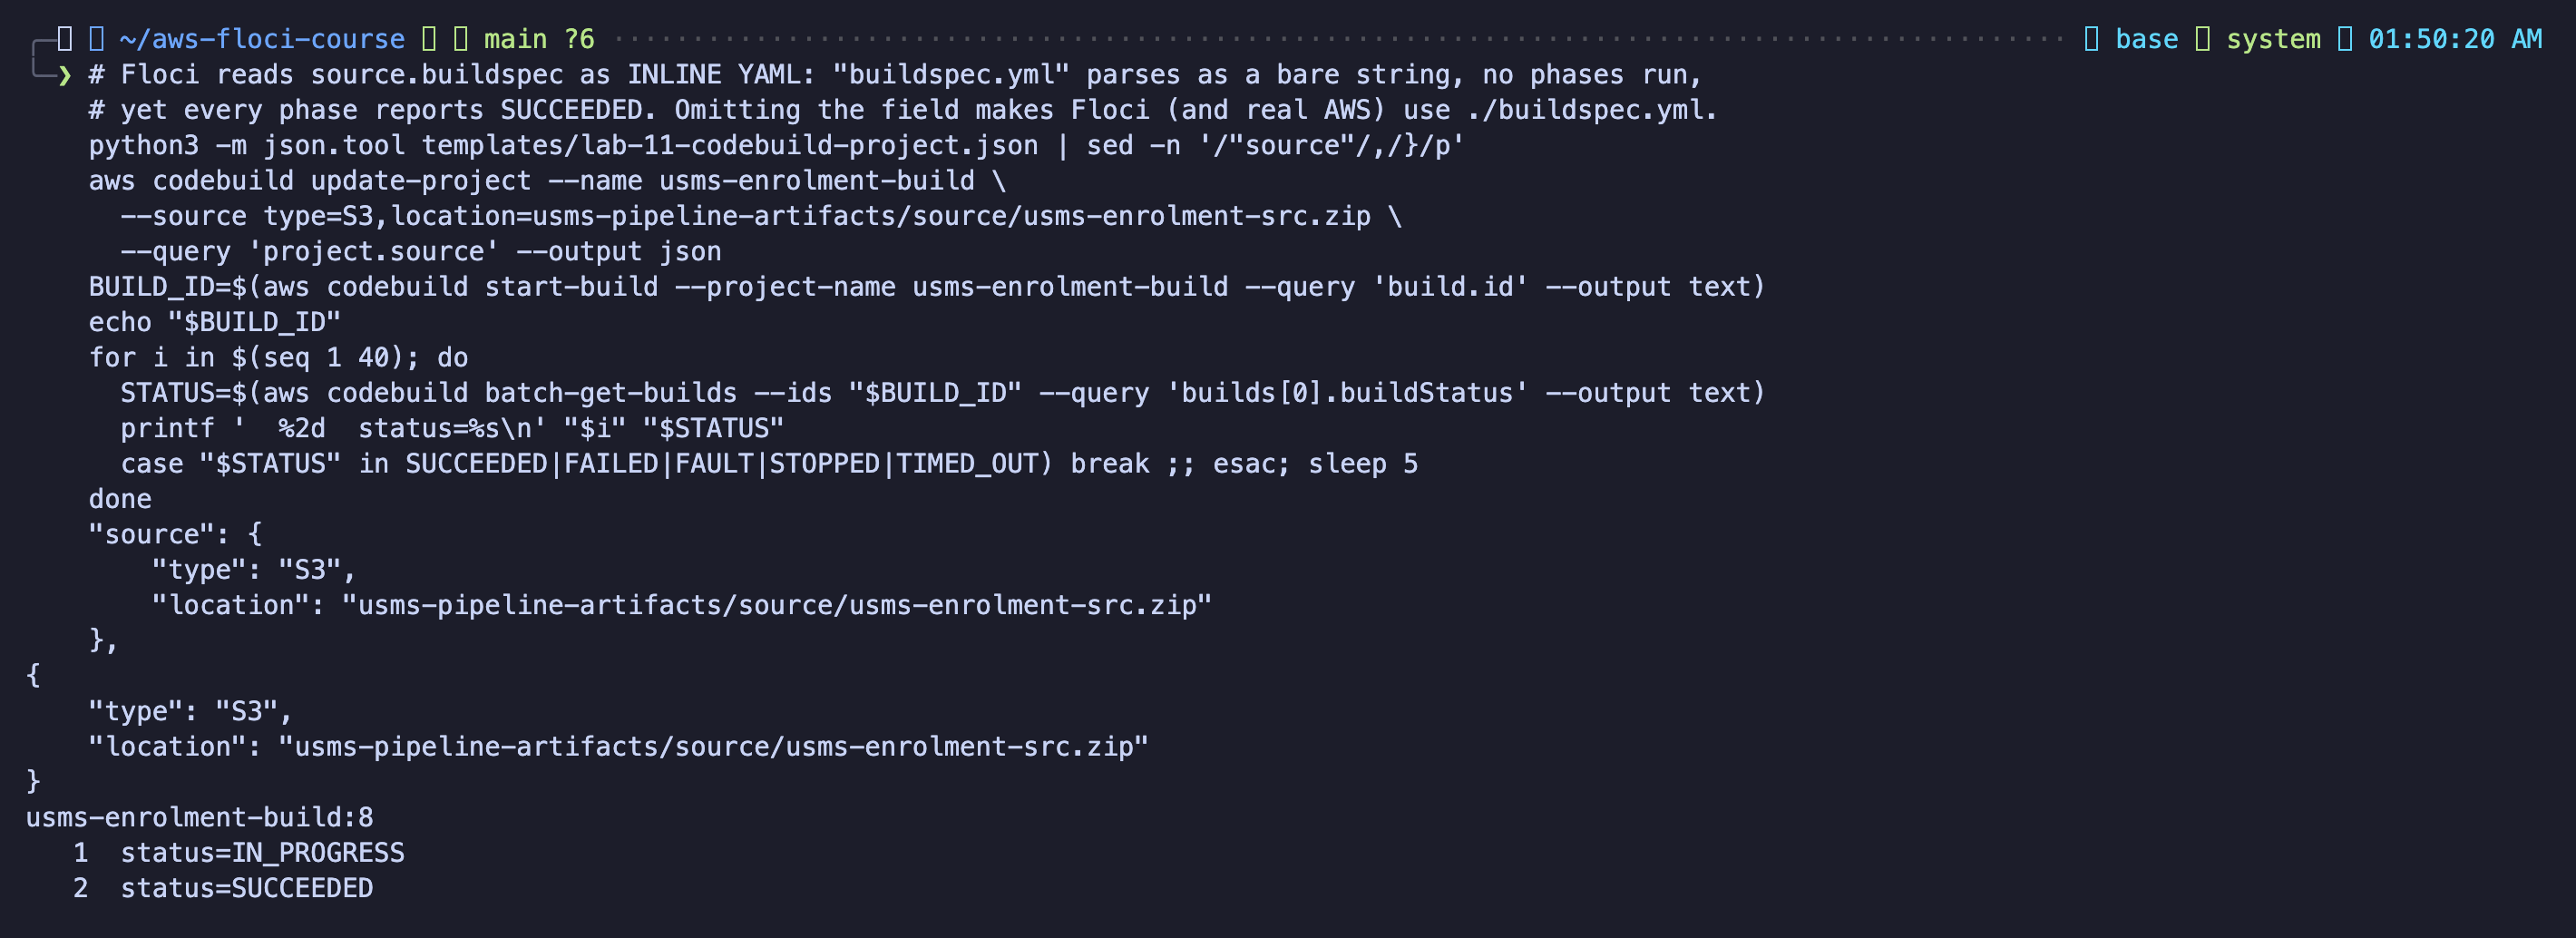 ~/aws-floci-course main ?6 base system 01:50:20 AM
❯ # Floci reads source.buildspec as INLINE YAML: "buildspec.yml" parses as a bare string, no phases run,
# yet every phase reports SUCCEEDED. Omitting the field makes Floci (and real AWS) use ./buildspec.yml.
python3 -m json.tool templates/lab-11-codebuild-project.json | sed -n '/"source"/,/}/p'
aws codebuild update-project --name usms-enrolment-build \
  --source type=S3,location=usms-pipeline-artifacts/source/usms-enrolment-src.zip \
  --query 'project.source' --output json
BUILD_ID=$(aws codebuild start-build --project-name usms-enrolment-build --query 'build.id' --output text)
echo "$BUILD_ID"
for i in $(seq 1 40); do
  STATUS=$(aws codebuild batch-get-builds --ids "$BUILD_ID" --query 'builds[0].buildStatus' --output text)
  printf '  %2d  status=%s\n' "$i" "$STATUS"
  case "$STATUS" in SUCCEEDED|FAILED|FAULT|STOPPED|TIMED_OUT) break ;; esac; sleep 5
done
    "source": {
        "type": "S3",
        "location": "usms-pipeline-artifacts/source/usms-enrolment-src.zip"
    },
{
    "type": "S3",
    "location": "usms-pipeline-artifacts/source/usms-enrolment-src.zip"
}
usms-enrolment-build:8
   1  status=IN_PROGRESS
   2  status=SUCCEEDED